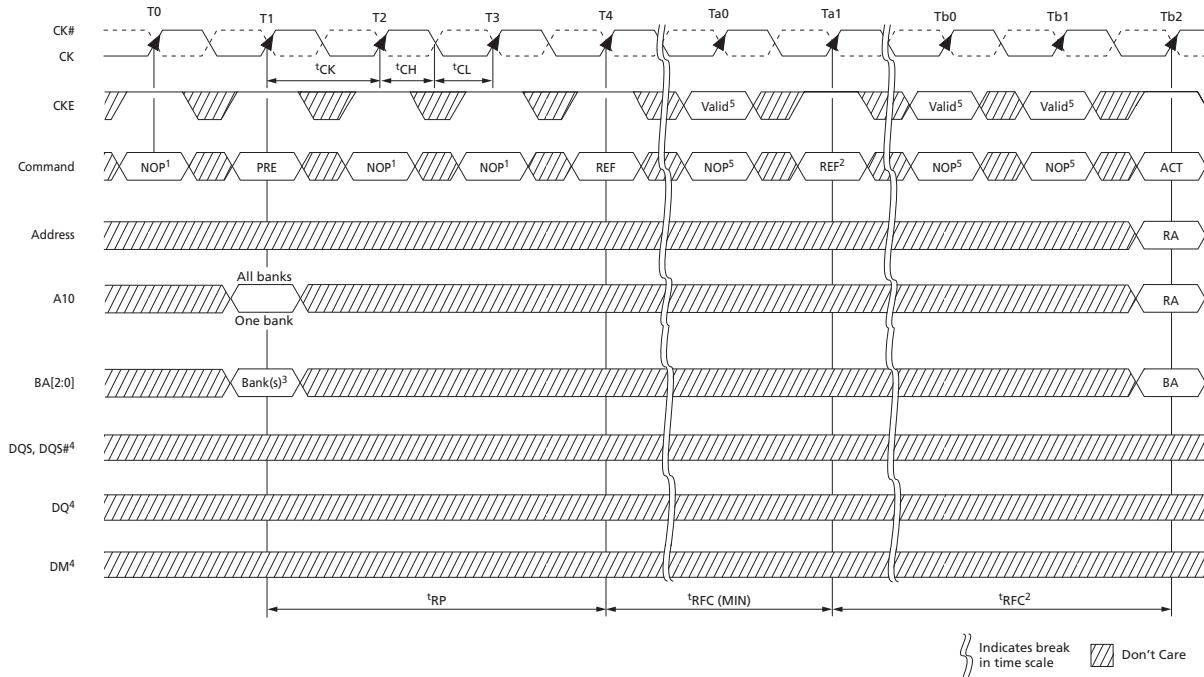 T0 T1 T2 T3 T4 Ta0 Ta1 Tb0 Tb1 Tb2
CK#
CK
tCK tCH tCL
CKE Valid5 Valid5 Valid5
Command NOP1 PRE NOP1 NOP1 REF NOP5 REF2 NOP5 NOP5 ACT
Address RA
All banks
A10 RA
One bank
BA[2:0] Bank(s)3 BA
DQS, DQS#4
DQ4
DM4
tRP tRFC (MIN) tRFC2
Indicates break
in time scale
Don't Care